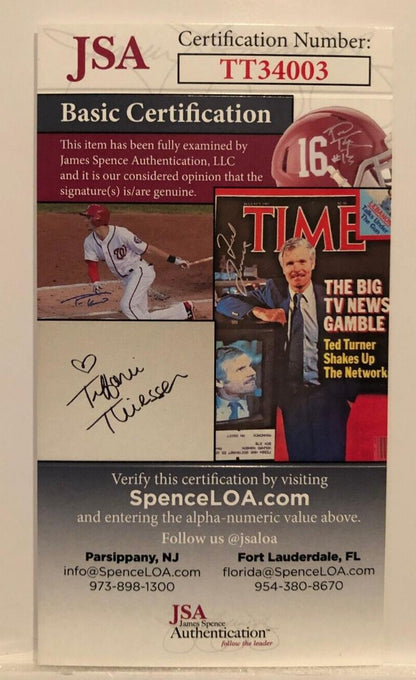 JSA
Certification Number:
TT34003
Basic Certification
This item has been fully examined by
James Spence Authentication, LLC
and it is our considered opinion that the
signature(s) is/are genuine.
16
#13
TIME
THE BIG
TV NEWS
GAMBLE
Ted Turner
Shakes Up
The Network
Tiffani
Thiessen
Verify this certification by visiting
SpenceLOA.com
and entering the alpha-numeric value above.
Follow us @jsaloa
Parsippany, NJ
info@SpenceLOA.com
973-898-1300
Fort Lauderdale, FL
florida@SpenceLOA.com
954-380-8670
JSA
James Spence
Authentication™
follow the leader